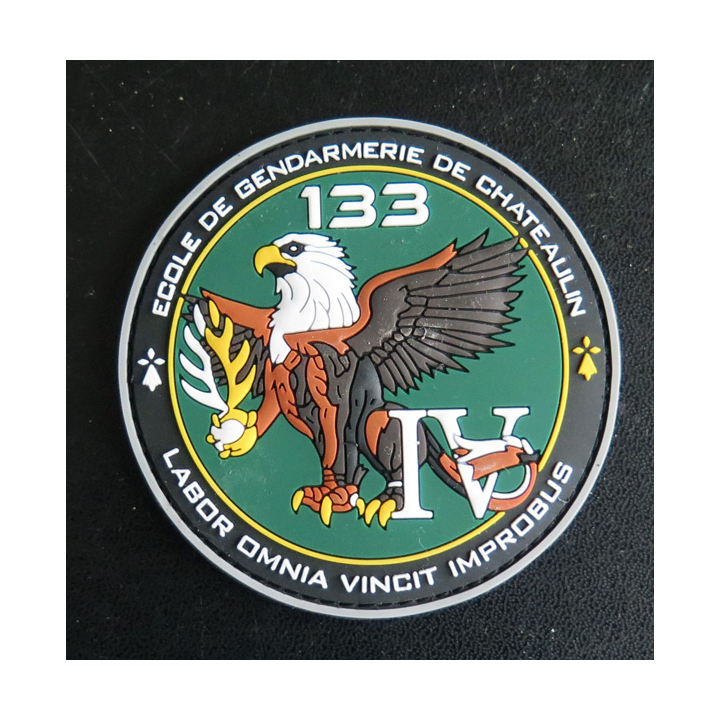 ECOLE DE GENDARMERIE DE CHATEAULIN
133
IV
LABOR OMNIA VINCIT IMPROBUS